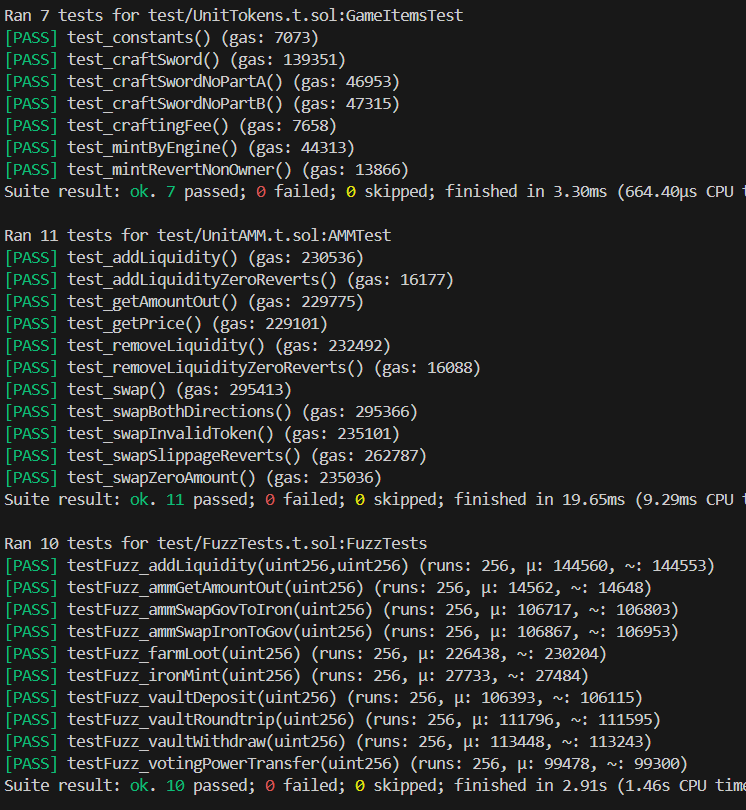 Ran 7 tests for test/UnitTokens.t.sol:GameItemsTest
[PASS] test_constants() (gas: 7073)
[PASS] test_craftSword() (gas: 139351)
[PASS] test_craftSwordNoPartA() (gas: 46953)
[PASS] test_craftSwordNoPartB() (gas: 47315)
[PASS] test_craftingFee() (gas: 7658)
[PASS] test_mintByEngine() (gas: 44313)
[PASS] test_mintRevertNonOwner() (gas: 13866)
Suite result: ok. 7 passed; 0 failed; 0 skipped; finished in 3.30ms (664.40µs CPU t
Ran 11 tests for test/UnitAMM.t.sol:AMMTest
[PASS] test_addLiquidity() (gas: 230536)
[PASS] test_addLiquidityZeroReverts() (gas: 16177)
[PASS] test_getAmountOut() (gas: 229775)
[PASS] test_getPrice() (gas: 229101)
[PASS] test_removeLiquidity() (gas: 232492)
[PASS] test_removeLiquidityZeroReverts() (gas: 16088)
[PASS] test_swap() (gas: 295413)
[PASS] test_swapBothDirections() (gas: 295366)
[PASS] test_swapInvalidToken() (gas: 235101)
[PASS] test_swapSlippageReverts() (gas: 262787)
[PASS] test_swapZeroAmount() (gas: 235036)
Suite result: ok. 11 passed; 0 failed; 0 skipped; finished in 19.65ms (9.29ms CPU t
Ran 10 tests for test/FuzzTests.t.sol:FuzzTests
[PASS] testFuzz_addLiquidity(uint256,uint256) (runs: 256, μ: 144560, ~: 144553)
[PASS] testFuzz_ammGetAmountOut(uint256) (runs: 256, μ: 14562, ~: 14648)
[PASS] testFuzz_ammSwapGovToIron(uint256) (runs: 256, μ: 106717, ~: 106803)
[PASS] testFuzz_ammSwapIronToGov(uint256) (runs: 256, μ: 106867, ~: 106953)
[PASS] testFuzz_farmLoot(uint256) (runs: 256, μ: 226438, ~: 230204)
[PASS] testFuzz_ironMint(uint256) (runs: 256, μ: 27733, ~: 27484)
[PASS] testFuzz_vaultDeposit(uint256) (runs: 256, μ: 106393, ~: 106115)
[PASS] testFuzz_vaultRoundtrip(uint256) (runs: 256, μ: 111796, ~: 111595)
[PASS] testFuzz_vaultWithdraw(uint256) (runs: 256, μ: 113448, ~: 113243)
[PASS] testFuzz_votingPowerTransfer(uint256) (runs: 256, μ: 99478, ~: 99300)
Suite result: ok. 10 passed; 0 failed; 0 skipped; finished in 2.91s (1.46s CPU time